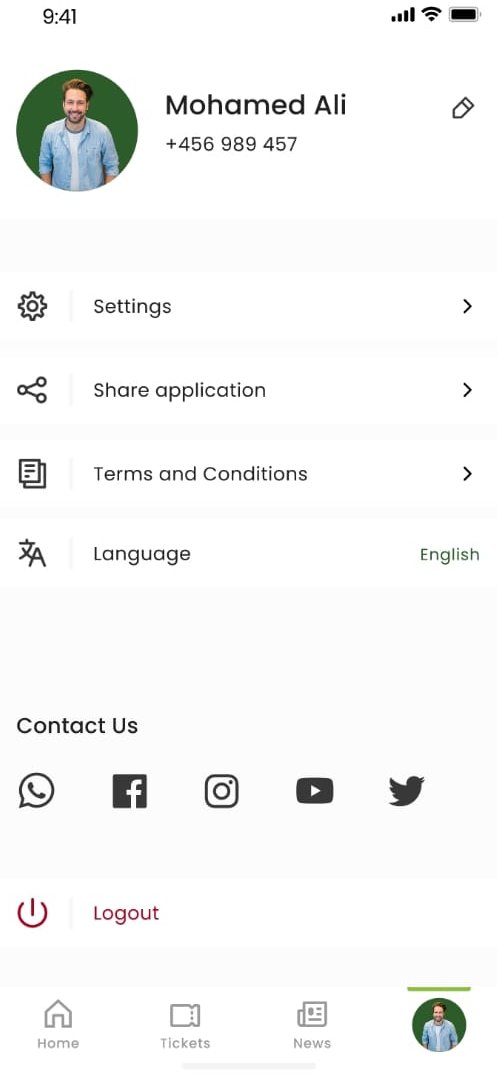 9:41
Mohamed Ali
+456 989 457
Settings
Share application
Terms and Conditions
Language
English
Contact Us
Logout
Home
Tickets
News